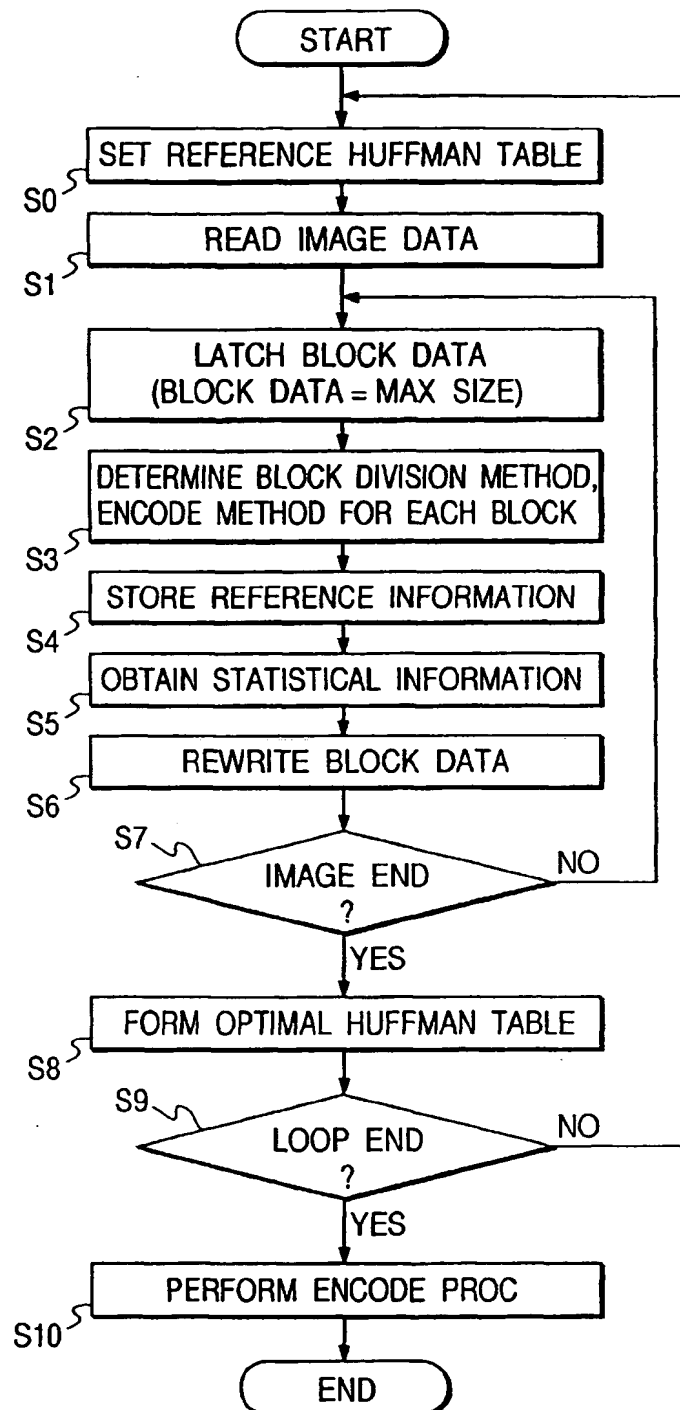 START
SET REFERENCE HUFFMAN TABLE
S0
READ IMAGE DATA
S1
LATCH BLOCK DATA
(BLOCK DATA = MAX SIZE)
S2
DETERMINE BLOCK DIVISION METHOD,
ENCODE METHOD FOR EACH BLOCK
S3
STORE REFERENCE INFORMATION
S4
OBTAIN STATISTICAL INFORMATION
S5
REWRITE BLOCK DATA
S6
S7
IMAGE END
?
NO
YES
FORM OPTIMAL HUFFMAN TABLE
S8
S9
LOOP END
?
NO
YES
PERFORM ENCODE PROC
S10
END